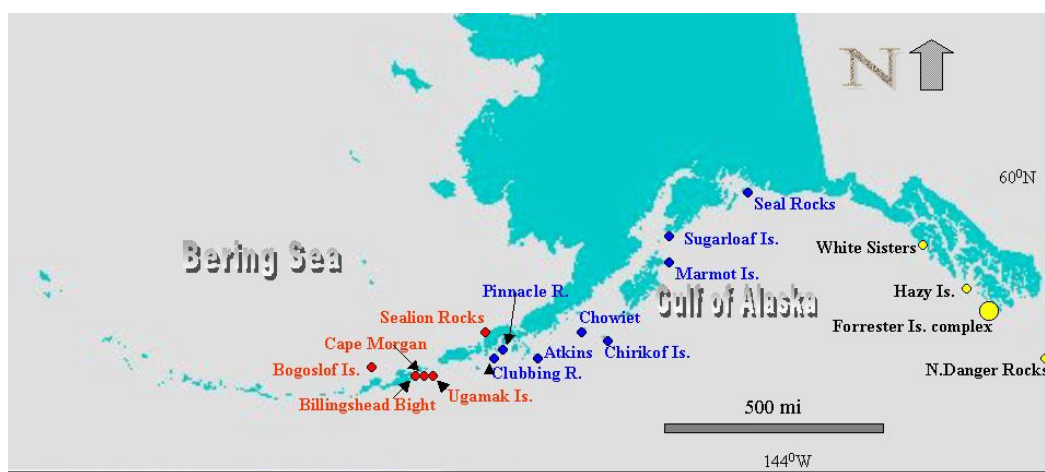 N
60⁰N
Seal Rocks
Sugarloaf Is.
White Sisters
Bering Sea
Marmot Is.
Pinnacle R.
Hazy Is.
Gulf of Alaska
Sealion Rocks
Chowiet
Forrester Is. complex
Cape Morgan
Atkins
Chirikof Is.
Bogoslof Is.
Clubbing R.
N.Danger Rocks
Billingshead Bight
Ugamak Is.
500 mi
144⁰W